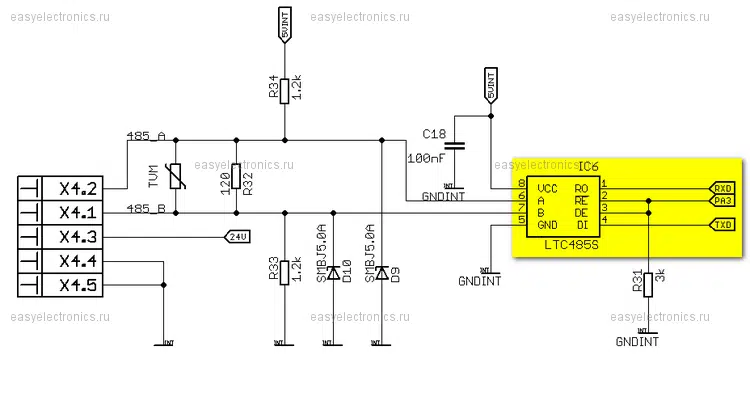 easyelectronics.ru easyelectronics.ru easyelectronics.ru
5VINT
R34
1.2k
5VINT
485_A
C18
100nF
easyelectronics.ru easyelectronics.ru
IC6
TVM
120
R32
GNDINT
X4.2
8 VCC RO 1 RXD
6 A RE 2 PA3
X4.1
485_B
7 B DE 3
5 GND DI 4 TXD
X4.3
24V
LTC485S
X4.4
R33
1.2k
SMBJ5.0A
D10
SMBJ5.0A
D9
GNDINT
R31
3k
X4.5
easyelectronics.ru easyelectronics.ru easyelectronics.ru
GNDINT